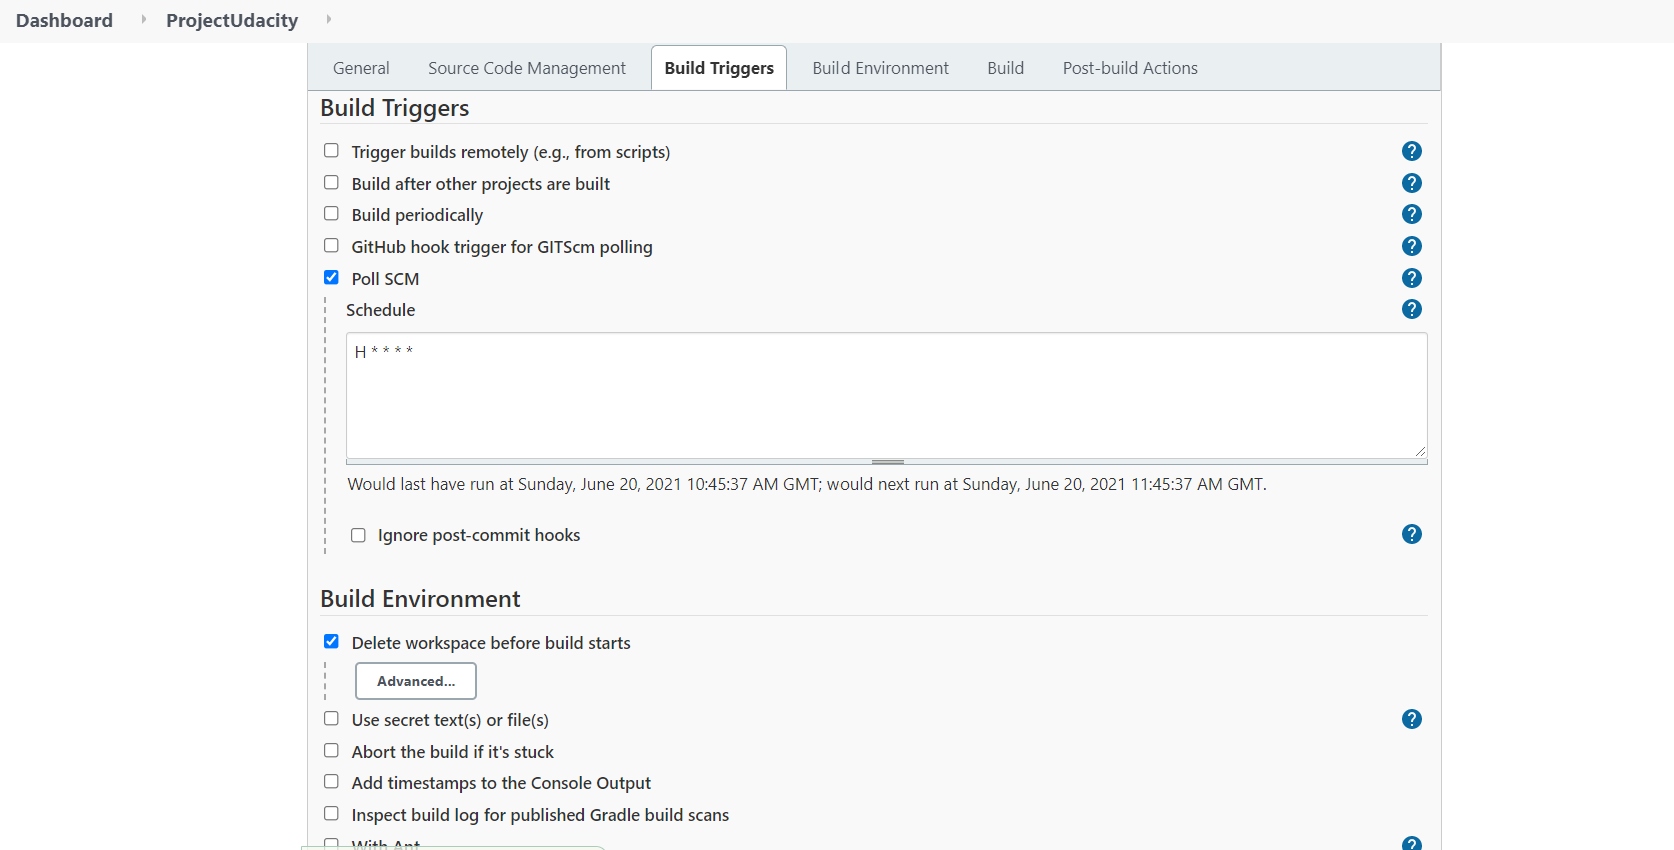 Dashboard ProjectUdacity
General Source Code Management Build Triggers Build Environment Build Post-build Actions
Build Triggers
Trigger builds remotely (e.g., from scripts) ?
Build after other projects are built ?
Build periodically ?
GitHub hook trigger for GITScm polling ?
Poll SCM ?
Schedule ?
H * * * *
Would last have run at Sunday, June 20, 2021 10:45:37 AM GMT; would next run at Sunday, June 20, 2021 11:45:37 AM GMT.
Ignore post-commit hooks ?
Build Environment
Delete workspace before build starts
Advanced...
Use secret text(s) or file(s) ?
Abort the build if it's stuck
Add timestamps to the Console Output
Inspect build log for published Gradle build scans
With Ant ?